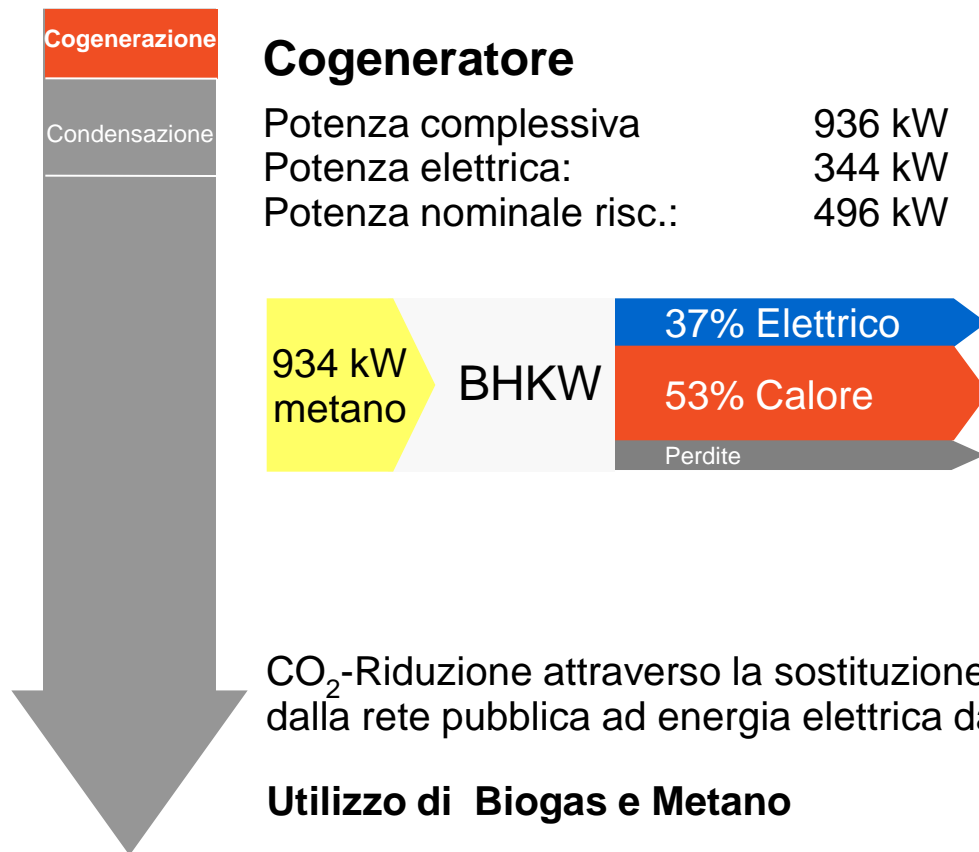 Cogenerazione
Condensazione
Cogeneratore
Potenza complessiva 936 kW
Potenza elettrica: 344 kW
Potenza nominale risc.: 496 kW
934 kW
metano
BHKW
37% Elettrico
53% Calore
Perdite
CO₂-Riduzione attraverso la sostituzione
dalla rete pubblica ad energia elettrica
Utilizzo di Biogas e Metano